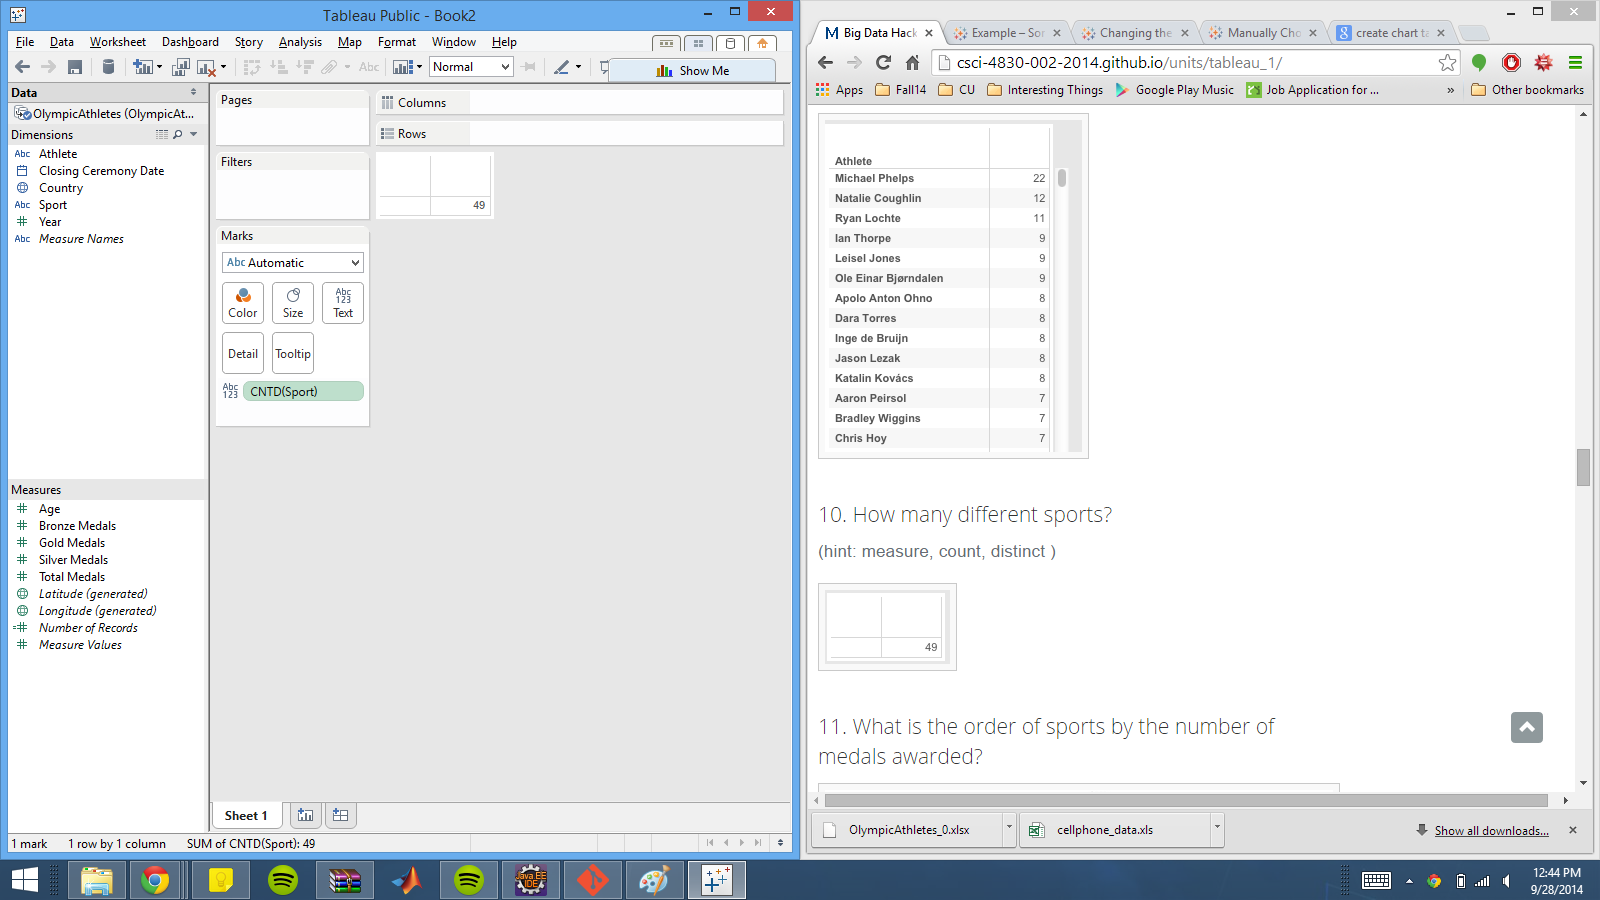 Tableau Public - Book2
File Data Worksheet Dashboard Story Analysis Map Format Window Help
Abc Normal Show Me
Data
OlympicAthletes (OlympicAt...
Dimensions
Abc Athlete
Closing Ceremony Date
Country
Abc Sport
# Year
Abc Measure Names
Measures
# Age
# Bronze Medals
# Gold Medals
# Silver Medals
# Total Medals
Latitude (generated)
Longitude (generated)
=# Number of Records
# Measure Values
Pages
Filters
Marks
Abc Automatic
Color Size Abc 123 Text
Detail Tooltip
Abc 123 CNTD(Sport)
Columns
Rows
49
Sheet 1
1 mark 1 row by 1 column SUM of CNTD(Sport): 49
M Big Data Hack Example – Sor Changing the Manually Cho 8 create chart ta
csci-4830-002-2014.github.io/units/tableau_1/
Apps Fall14 CU Interesting Things Google Play Music Job Application for ... » Other bookmarks
Athlete
Michael Phelps 22
Natalie Coughlin 12
Ryan Lochte 11
Ian Thorpe 9
Leisel Jones 9
Ole Einar Bjørndalen 9
Apolo Anton Ohno 8
Dara Torres 8
Inge de Bruijn 8
Jason Lezak 8
Katalin Kovács 8
Aaron Peirsol 7
Bradley Wiggins 7
Chris Hoy 7
10. How many different sports?
(hint: measure, count, distinct )
49
11. What is the order of sports by the number of
medals awarded?
OlympicAthletes_0.xlsx cellphone_data.xls Show all downloads...
Java EE
IDE
12:44 PM
9/28/2014